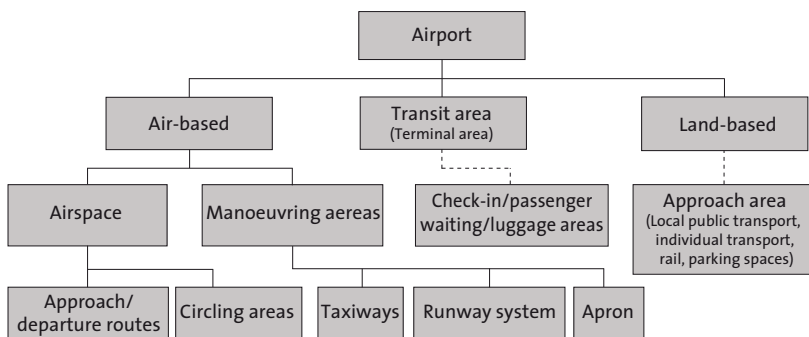 Airport
Air-based
Transit area
(Terminal area)
Land-based
Airspace
Manoeuvring aereas
Check-in/passenger
waiting/luggage areas
Approach area
(Local public transport,
individual transport,
rail, parking spaces)
Approach/
departure routes
Circling areas
Taxiways
Runway system
Apron